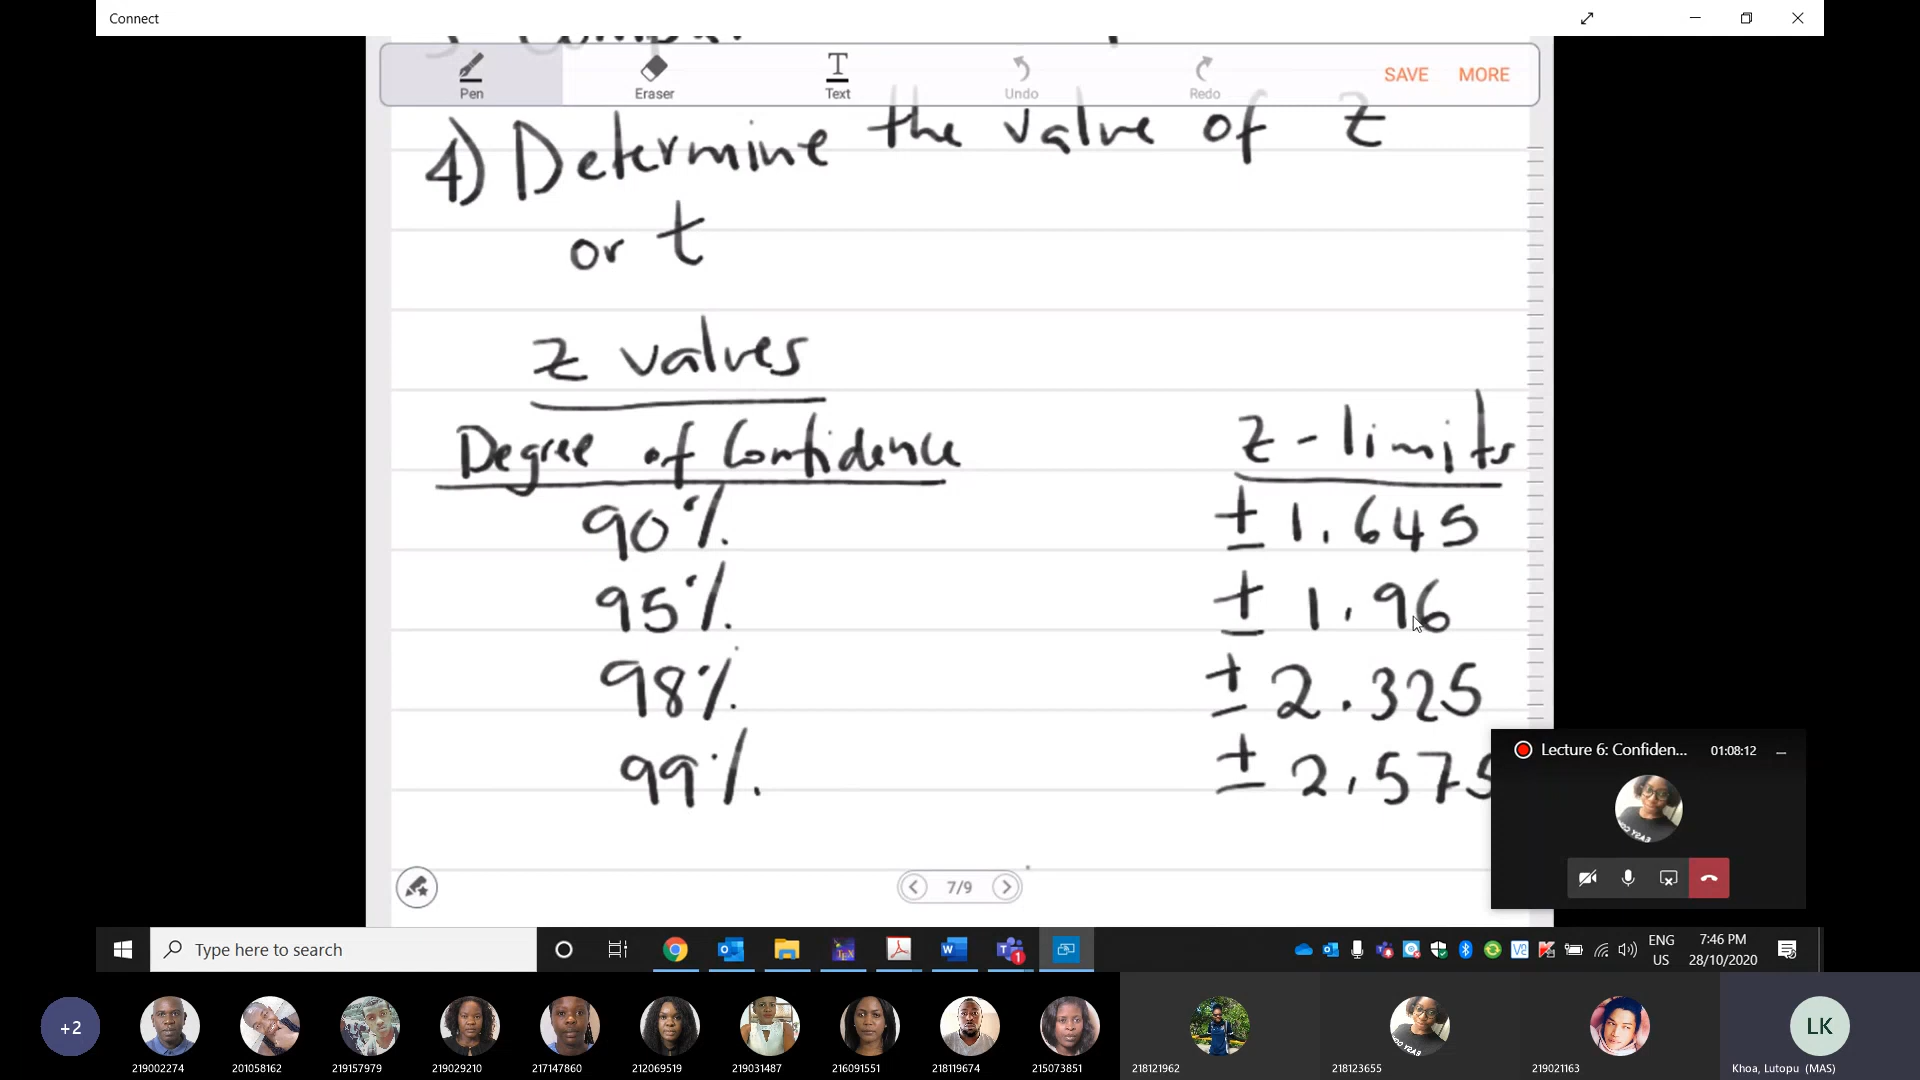 Connect
Pen
Eraser
Text
Undo
Redo
SAVE
MORE
4) Determine the value of z
or t
z values
Degree of Confidence
z - limits
90%
± 1.645
95%
± 1.96
98%
± 2.325
99%
± 2.575
7/9
Lecture 6: Confiden...
01:08:12
Type here to search
1
ENG
US
7:46 PM
28/10/2020
+2
219002274
201058162
219157979
219029210
217147860
212069519
219031487
216091551
218119674
215073851
218121962
218123655
219021163
LK
Khoa, Lutopu (MAS)